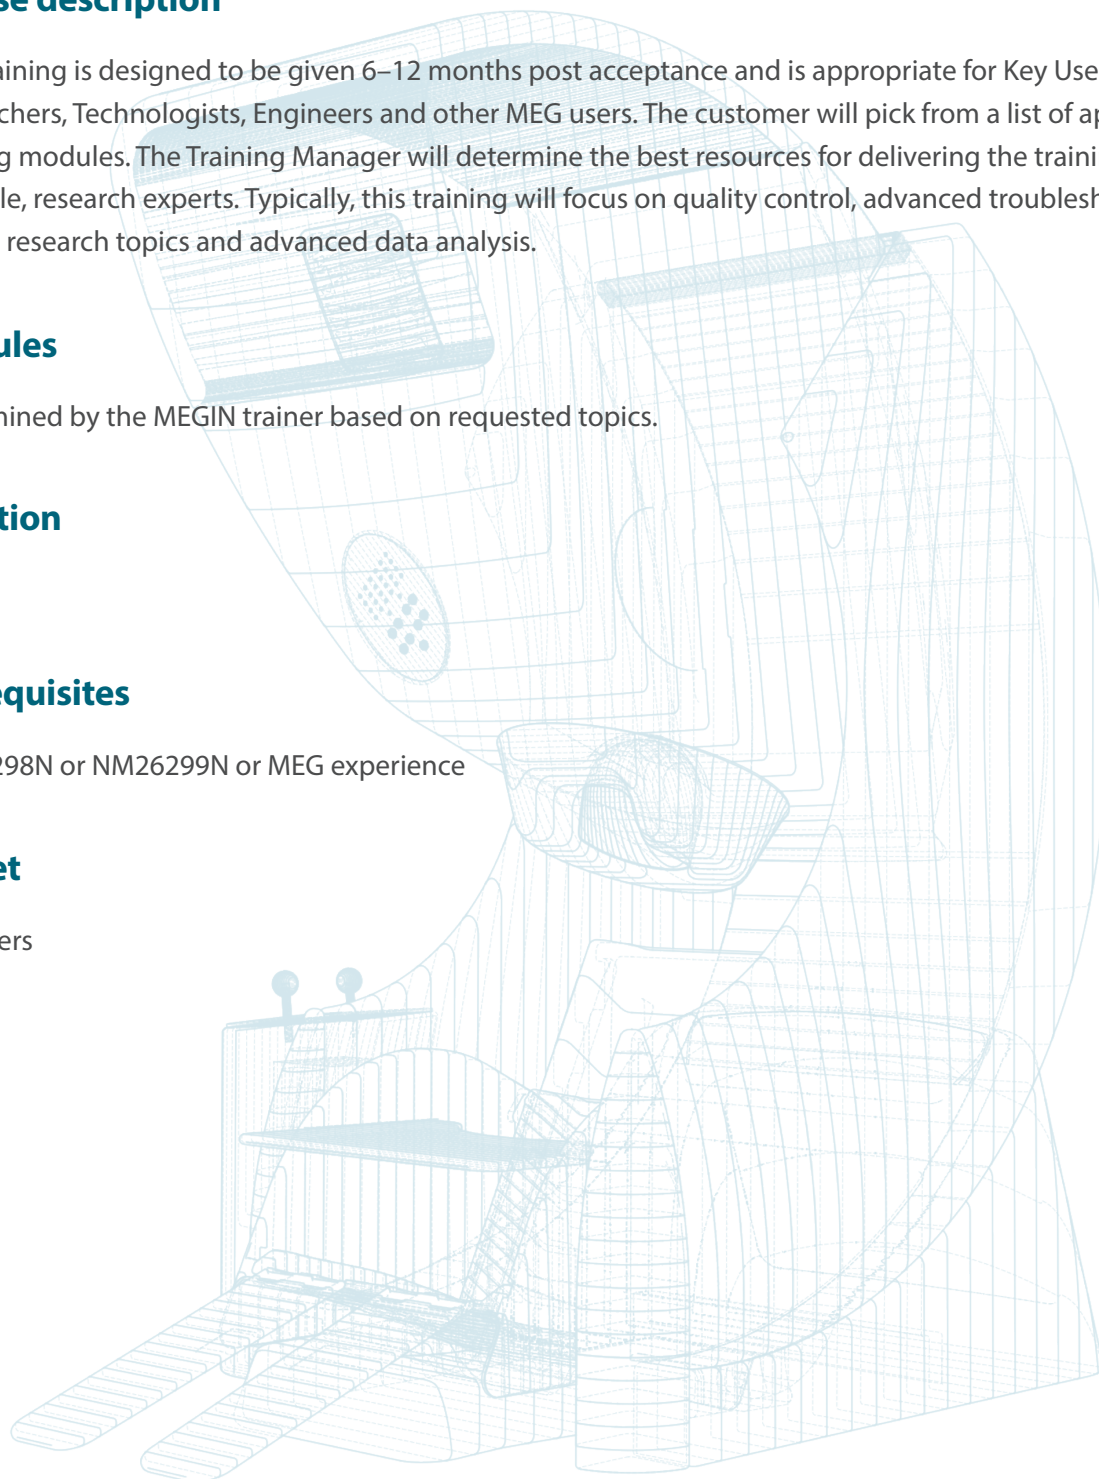 se description
aining is designed to be given 6–12 months post acceptance and is appropriate for Key Use
chers, Technologists, Engineers and other MEG users. The customer will pick from a list of ap
g modules. The Training Manager will determine the best resources for delivering the traini
le, research experts. Typically, this training will focus on quality control, advanced troublesh
research topics and advanced data analysis.
ules
mined by the MEGIN trainer based on requested topics.
tion
equisites
298N or NM26299N or MEG experience
et
ers